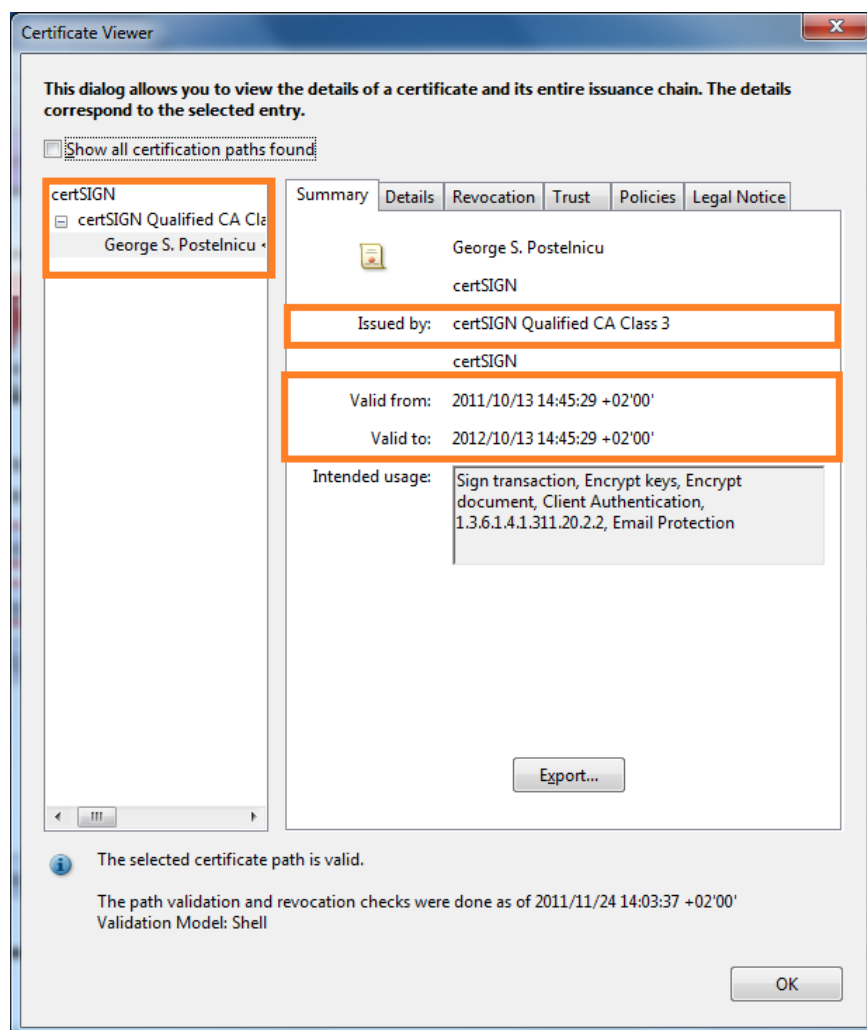 Certificate Viewer
This dialog allows you to view the details of a certificate and its entire issuance chain. The details
correspond to the selected entry.
Show all certification paths found
certSIGN
certSIGN Qualified CA Cla
George S. Postelnicu <
Summary Details Revocation Trust Policies Legal Notice
George S. Postelnicu
certSIGN
Issued by: certSIGN Qualified CA Class 3
certSIGN
Valid from: 2011/10/13 14:45:29 +02'00'
Valid to: 2012/10/13 14:45:29 +02'00'
Intended usage: Sign transaction, Encrypt keys, Encrypt
document, Client Authentication,
1.3.6.1.4.1.311.20.2.2, Email Protection
Export...
The selected certificate path is valid.
The path validation and revocation checks were done as of 2011/11/24 14:03:37 +02'00'
Validation Model: Shell
OK